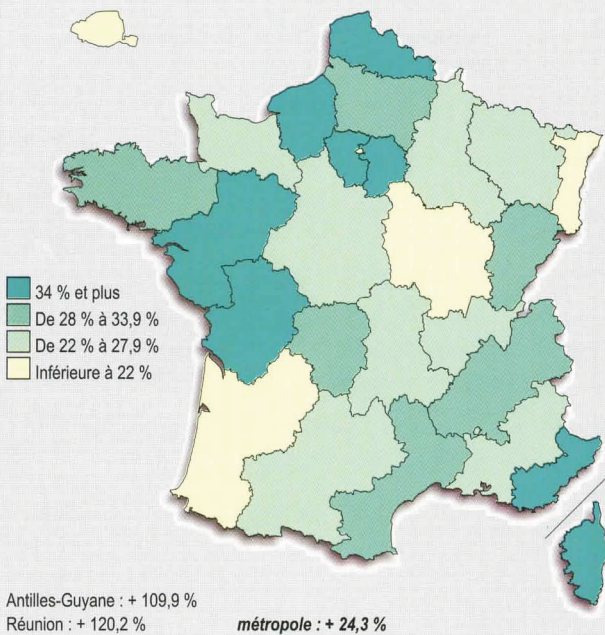 34 % et plus
De 28 % à 33,9 %
De 22 % à 27,9 %
Inférieure à 22 %
Antilles-Guyane : + 109,9 %
Réunion : + 120,2 %
métropole : + 24,3 %